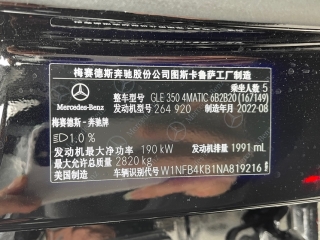 梅赛德斯奔驰股份公司图斯卡鲁萨工厂制造
乘坐人数 5
Mercedes-Benz
整车型号 GLE 350 4MATIC 6B2B20 (167149)
发动机型号 264 920 制造年月 2022-08
梅赛德斯 - 奔驰牌
1.0 %
发动机最大净功率 190 kW 发动机排量 1991 mL
最大允许总质量 2820 kg
美国制造 车辆识别代号 W1NFB4KB1NA819216